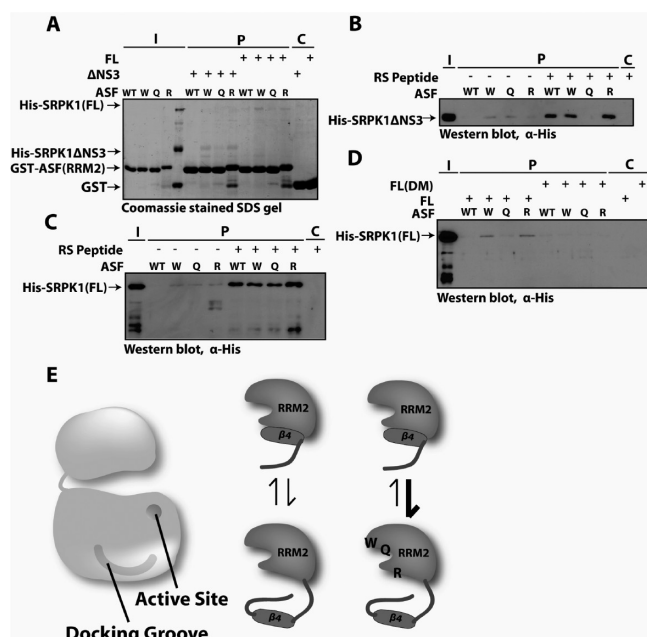 A
I P C
FL + + + + +
ΔNS3 + + + + +
ASF WT W Q R WT W Q R WT W Q R
His-SRPK1(FL)
His-SRPK1ΔNS3
GST-ASF(RRM2)
GST
Coomassie stained SDS gel
B
I P C
RS Peptide - - - - + + + + +
ASF WT W Q R WT W Q R
His-SRPK1ΔNS3
Western blot, α-His
C
I P C
RS Peptide - - - - + + + + +
ASF WT W Q R WT W Q R
His-SRPK1(FL)
Western blot, α-His
D
I P C
FL(DM) + + + + +
FL + + + + +
ASF WT W Q R WT W Q R
His-SRPK1(FL)
Western blot, α-His
E
RRM2
β4
RRM2
β4
RRM2
β4
W Q RRM2
R
β4
Active Site
Docking Groove